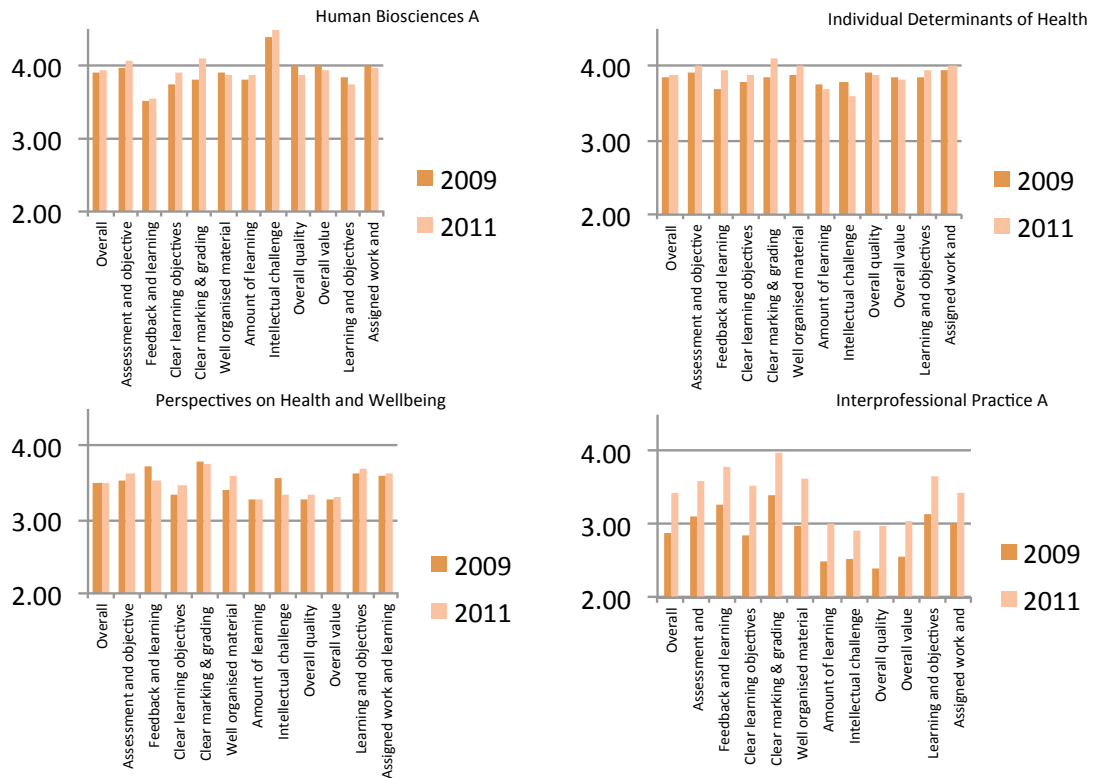 Human Biosciences A
4.00
3.00
2.00
2009
2011
Overall
Assessment and objective
Feedback and learning
Clear learning objectives
Clear marking & grading
Well organised material
Amount of learning
Intellectual challenge
Overall quality
Overall value
Learning and objectives
Assigned work and
Individual Determinants of Health
4.00
3.00
2.00
2009
2011
Overall
Assessment and objective
Feedback and learning
Clear learning objectives
Clear marking & grading
Well organised material
Amount of learning
Intellectual challenge
Overall quality
Overall value
Learning and objectives
Assigned work and
Perspectives on Health and Wellbeing
4.00
3.00
2.00
2009
2011
Overall
Assessment and objective
Feedback and learning
Clear learning objectives
Clear marking & grading
Well organised material
Amount of learning
Intellectual challenge
Overall quality
Overall value
Learning and objectives
Assigned work and learning
Interprofessional Practice A
4.00
3.00
2.00
2009
2011
Overall
Assessment and
Feedback and learning
Clear learning objectives
Clear marking & grading
Well organised material
Amount of learning
Intellectual challenge
Overall quality
Overall value
Learning and objectives
Assigned work and